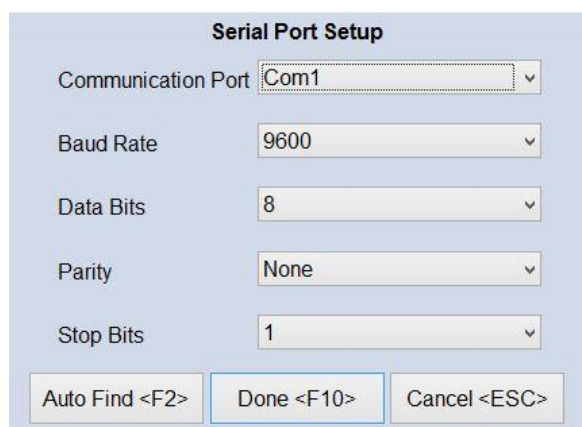 Serial Port Setup
Communication Port Com1
Baud Rate 9600
Data Bits 8
Parity None
Stop Bits 1
Auto Find <F2> Done <F10> Cancel <ESC>